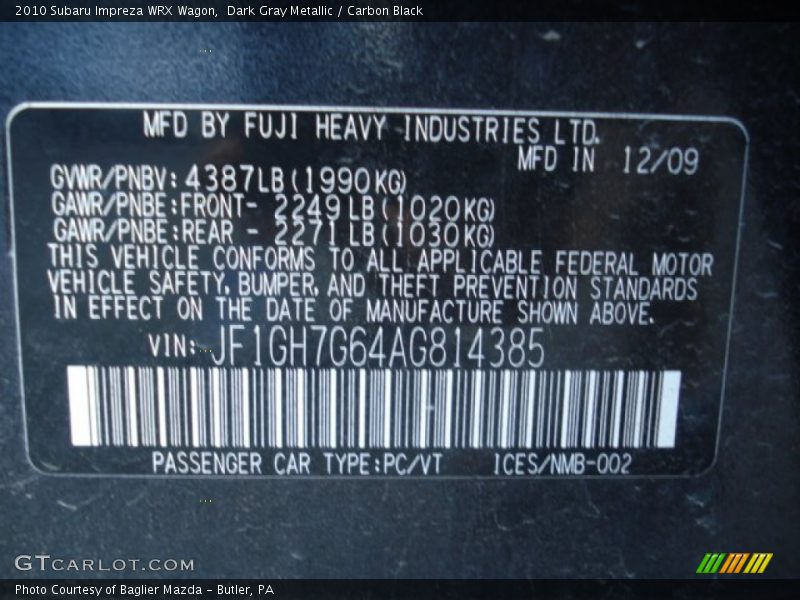 2010 Subaru Impreza WRX Wagon,  Dark Gray Metallic / Carbon Black
MFD BY FUJI HEAVY INDUSTRIES LTD.
MFD IN 12/09
GVWR/PNBV: 4387LB(1990KG)
GAWR/PNBE:FRONT- 2249LB(1020KG)
GAWR/PNBE:REAR - 2271LB(1030KG)
THIS VEHICLE CONFORMS TO ALL APPLICABLE FEDERAL MOTOR
VEHICLE SAFETY, BUMPER, AND THEFT PREVENTION STANDARDS
IN EFFECT ON THE DATE OF MANUFACTURE SHOWN ABOVE.
VIN: JF1GH7G64AG814385
PASSENGER CAR TYPE:PC/VT ICES/NMB-002
GTCARLOT.COM
Photo Courtesy of Baglier Mazda - Butler, PA